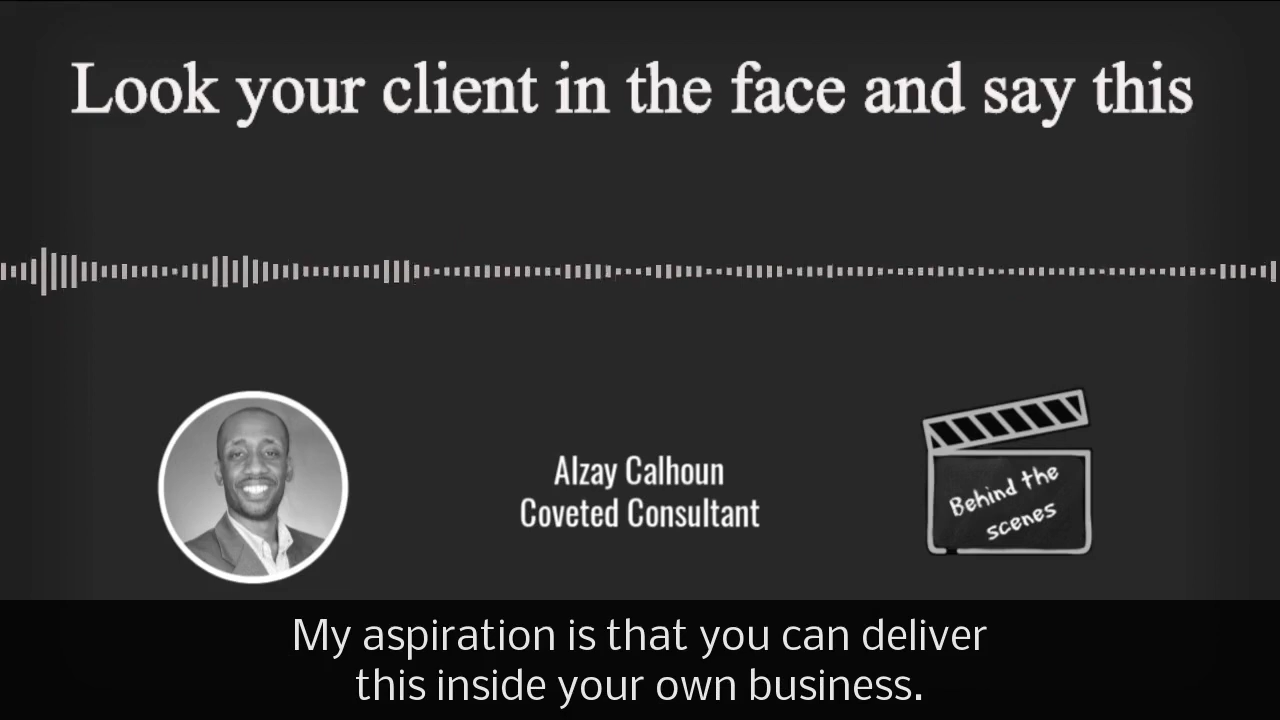 Look your client in the face and say this
Alzay Calhoun
Coveted Consultant
Behind the
scenes
My aspiration is that you can deliver
this inside your own business.